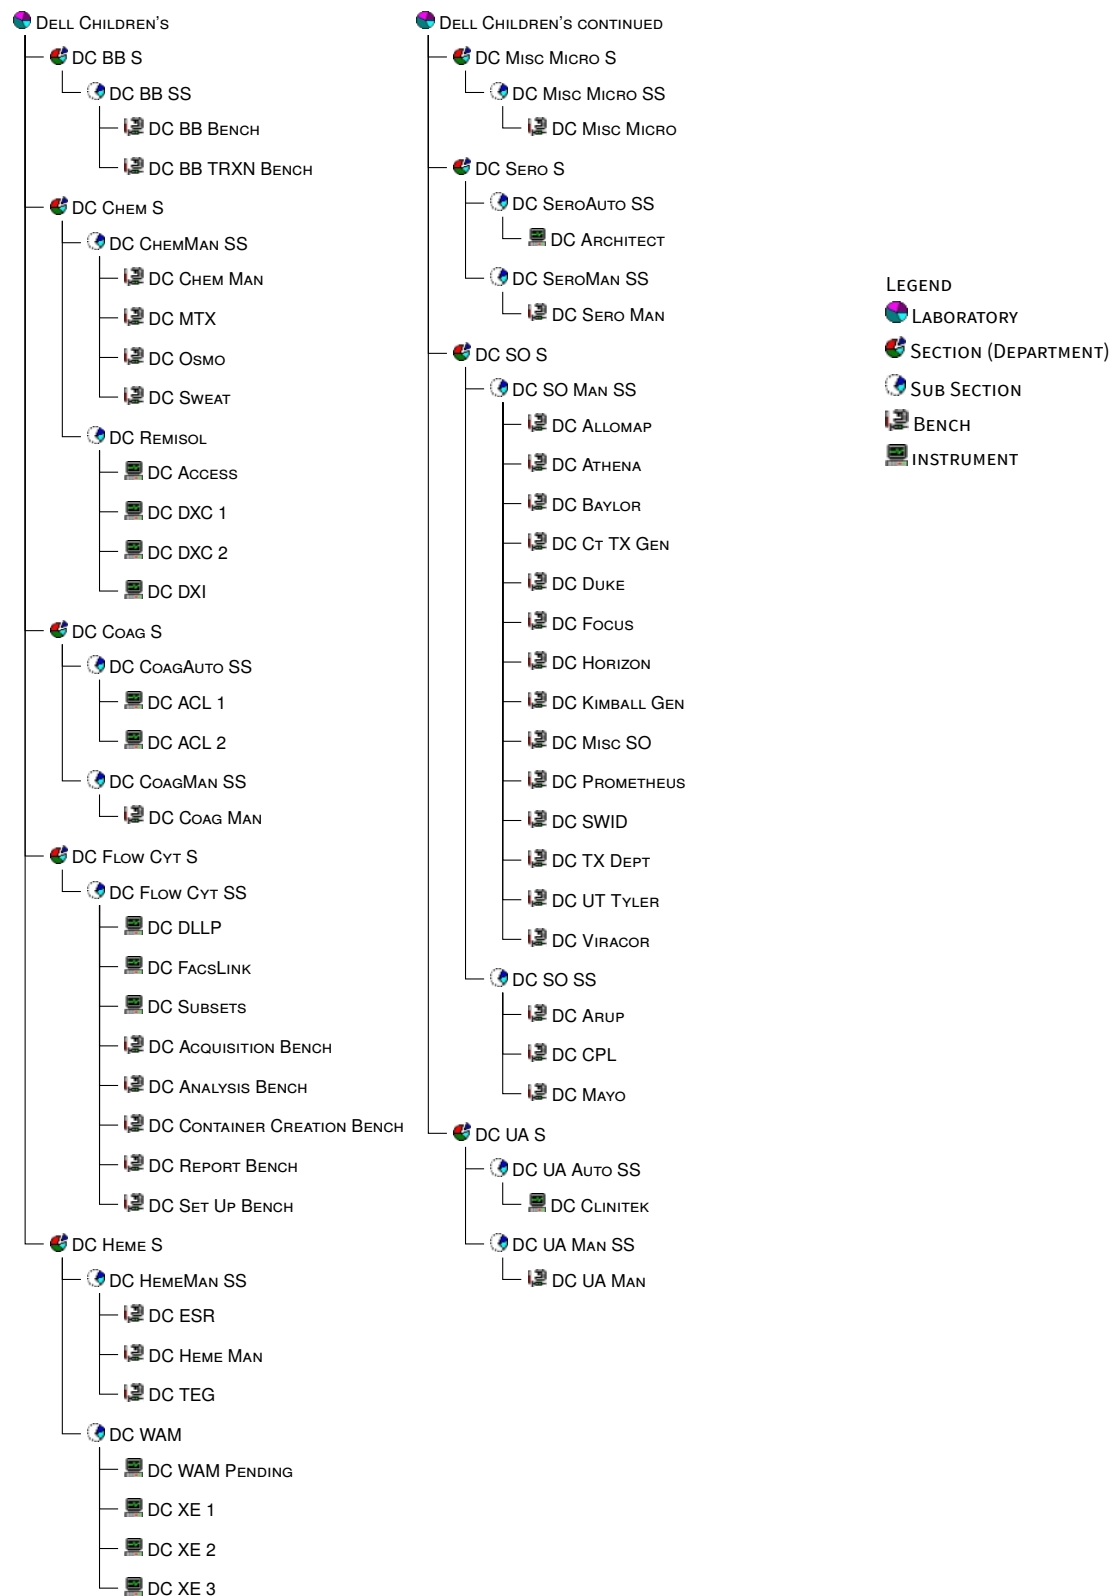 Dell Children's
DC BB S
DC BB SS
DC BB Bench
DC BB TRXN Bench
DC Chem S
DC ChemMan SS
DC Chem Man
DC MTX
DC Osmo
DC Sweat
DC Remisol
DC Access
DC DXC 1
DC DXC 2
DC DXI
DC Coag S
DC CoagAuto SS
DC ACL 1
DC ACL 2
DC CoagMan SS
DC Coag Man
DC Flow Cyt S
DC Flow Cyt SS
DC DLLP
DC FacsLink
DC Subsets
DC Acquisition Bench
DC Analysis Bench
DC Container Creation Bench
DC Report Bench
DC Set Up Bench
DC Heme S
DC HemeMan SS
DC ESR
DC Heme Man
DC TEG
DC WAM
DC WAM Pending
DC XE 1
DC XE 2
DC XE 3
Dell Children's continued
DC Misc Micro S
DC Misc Micro SS
DC Misc Micro
DC Sero S
DC SeroAuto SS
DC Architect
DC SeroMan SS
DC Sero Man
DC SO S
DC SO Man SS
DC Allomap
DC Athena
DC Baylor
DC Ct TX Gen
DC Duke
DC Focus
DC Horizon
DC Kimball Gen
DC Misc SO
DC Prometheus
DC SWID
DC TX Dept
DC UT Tyler
DC Viracor
DC SO SS
DC Arup
DC CPL
DC Mayo
DC UA S
DC UA Auto SS
DC Clinitek
DC UA Man SS
DC UA Man
Legend
Laboratory
Section (Department)
Sub Section
Bench
instrument